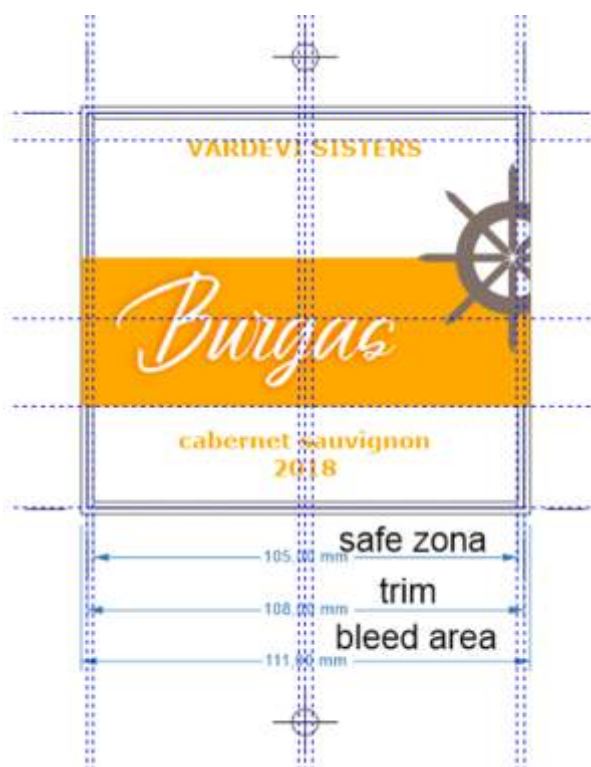 VARDEVI SISTERS
Burgas
cabernet sauvignon
2018
safe zona
105,00 mm
trim
108,00 mm
bleed area
111,00 mm